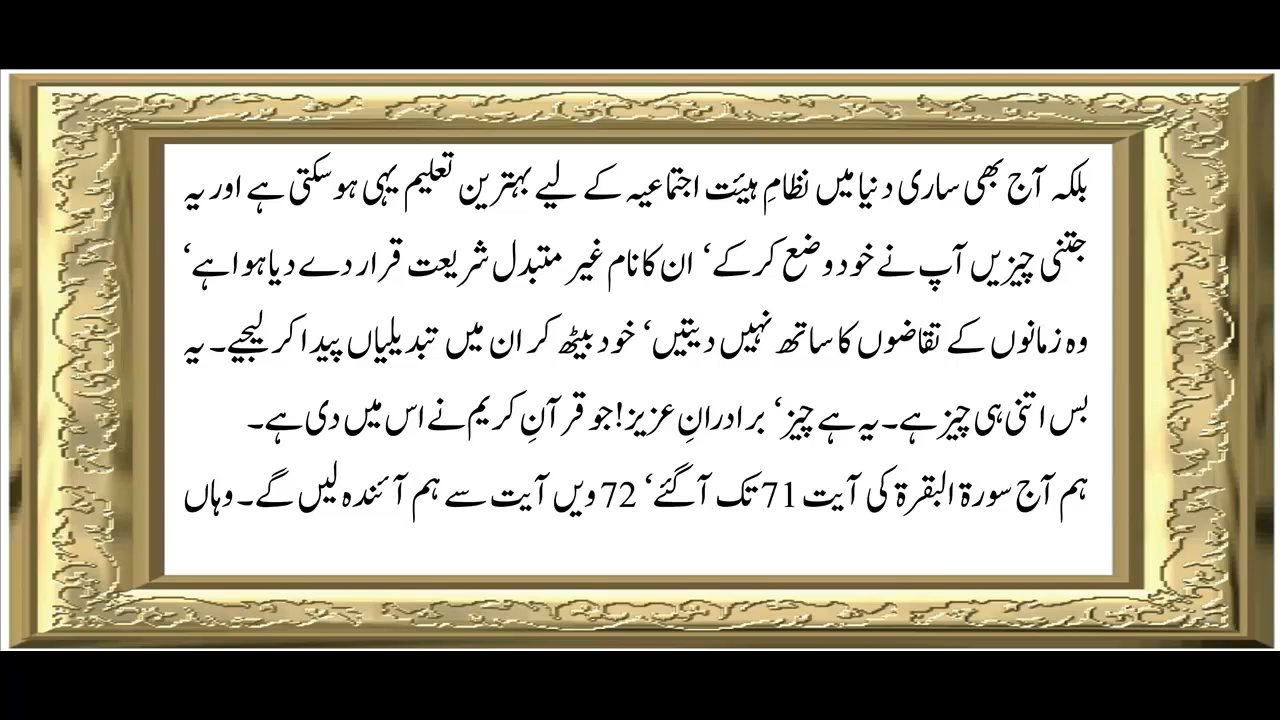 بلکہ آج بھی ساری دنیا میں نظامِ ہیئت اجتماعیہ کے لیے بہترین تعلیم یہی ہو سکتی ہے اور یہ
جتنی چیزیں آپ نے خود وضع کر کے‘ ان کا نام غیر متبدل شریعت قرار دے دیا ہوا ہے‘
وہ زمانوں کے تقاضوں کا ساتھ نہیں دیتیں‘ خود بیٹھ کر ان میں تبدیلیاں پیدا کر لیجیے۔ یہ
بس اتنی ہی چیز ہے۔ یہ ہے چیز‘ برادرانِ عزیز! جو قرآنِ کریم نے اس میں دی ہے۔
ہم آج سورۃ البقرۃ کی آیت 71 تک آ گئے‘ 72 ویں آیت سے ہم آئندہ لیں گے۔ وہاں